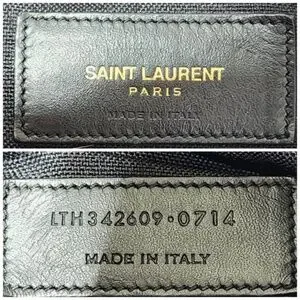 SAINT LAURENT
PARIS
MADE IN ITALY
LTH342609·0714
MADE IN ITALY